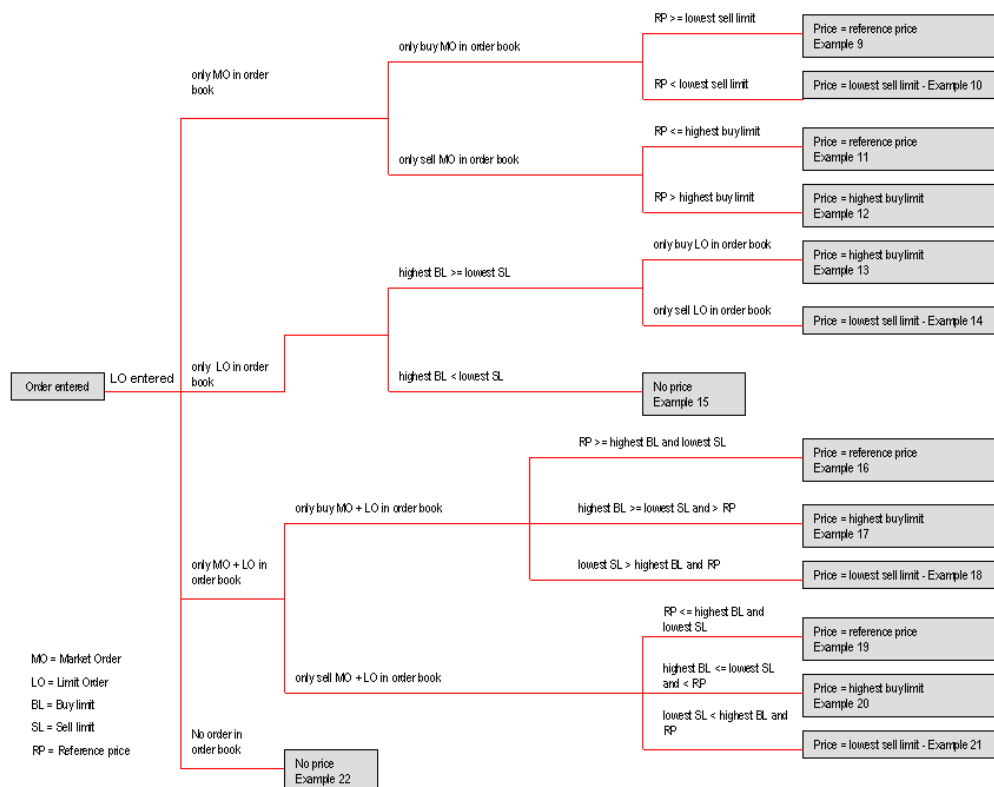 RP >= lowest sell limit
Price = reference price
Example 9
only buy MO in order book
only MO in order
book
RP < lowest sell limit
Price = lowest sell limit - Example 10
RP <= highest buy limit
Price = reference price
Example 11
only sell MO in order book
RP > highest buy limit
Price = highest buy limit
Example 12
only buy LO in order book
Price = highest buy limit
Example 13
highest BL >= lowest SL
only sell LO in order book
Price = lowest sell limit - Example 14
Order entered
LO entered
only LO in order
book
highest BL < lowest SL
No price
Example 15
RP >= highest BL and lowest SL
Price = reference price
Example 16
only buy MO + LO in order book
highest BL >= lowest SL and > RP
Price = highest buy limit
Example 17
only MO + LO in
order book
lowest SL > highest BL and RP
Price = lowest sell limit - Example 18
RP <= highest BL and
lowest SL
Price = reference price
Example 19
only sell MO + LO in order book
highest BL <= lowest SL
and < RP
Price = highest buy limit
Example 20
lowest SL < highest BL and
RP
Price = lowest sell limit - Example 21
No order in
order book
No price
Example 22
MO = Market Order
LO = Limit Order
BL = Buy limit
SL = Sell limit
RP = Reference price